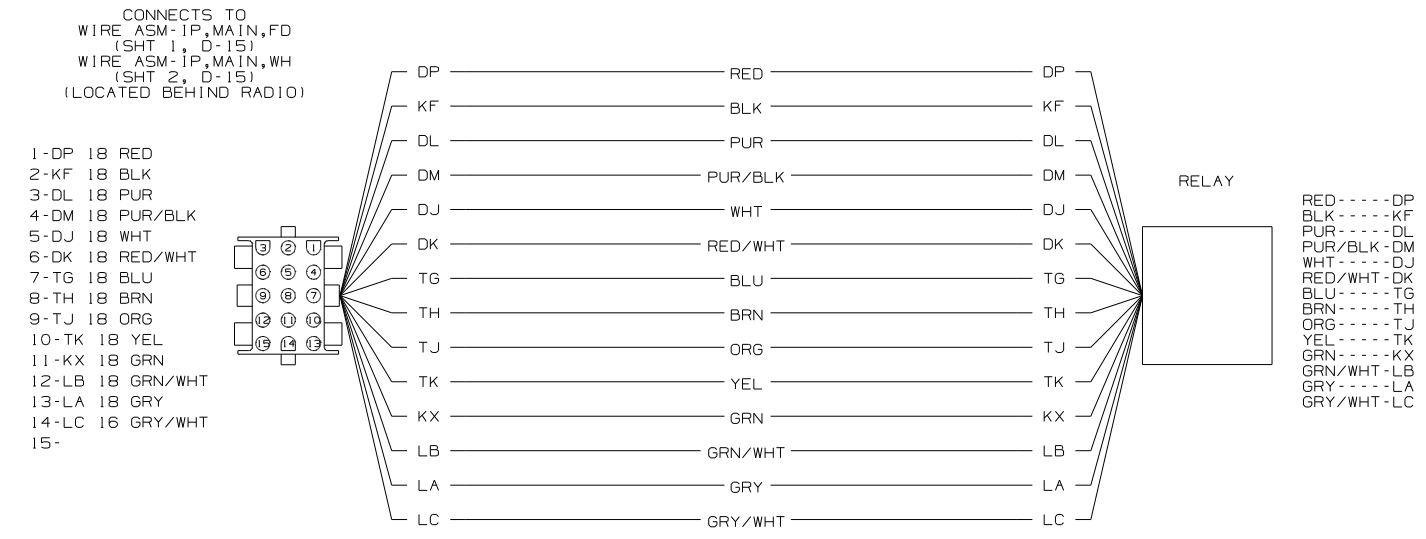 CONNECTS TO
WIRE ASM-IP,MAIN,FD
(SHT 1, D-15)
WIRE ASM-IP,MAIN,WH
(SHT 2, D-15)
(LOCATED BEHIND RADIO)
1-DP 18 RED
2-KF 18 BLK
3-DL 18 PUR
4-DM 18 PUR/BLK
5-DJ 18 WHT
6-DK 18 RED/WHT
7-TG 18 BLU
8-TH 18 BRN
9-TJ 18 ORG
10-TK 18 YEL
11-KX 18 GRN
12-LB 18 GRN/WHT
13-LA 18 GRY
14-LC 16 GRY/WHT
15-
3 2 1
6 5 4
9 8 7
12 11 10
15 14 13
DP RED DP
KF BLK KF
DL PUR DL
DM PUR/BLK DM
DJ WHT DJ
DK RED/WHT DK
TG BLU TG
TH BRN TH
TJ ORG TJ
TK YEL TK
KX GRN KX
LB GRN/WHT LB
LA GRY LA
LC GRY/WHT LC
RELAY
RED-----DP
BLK-----KF
PUR-----DL
PUR/BLK-DM
WHT-----DJ
RED/WHT-DK
BLU-----TG
BRN-----TH
ORG-----TJ
YEL-----TK
GRN-----KX
GRN/WHT-LB
GRY-----LA
GRY/WHT-LC